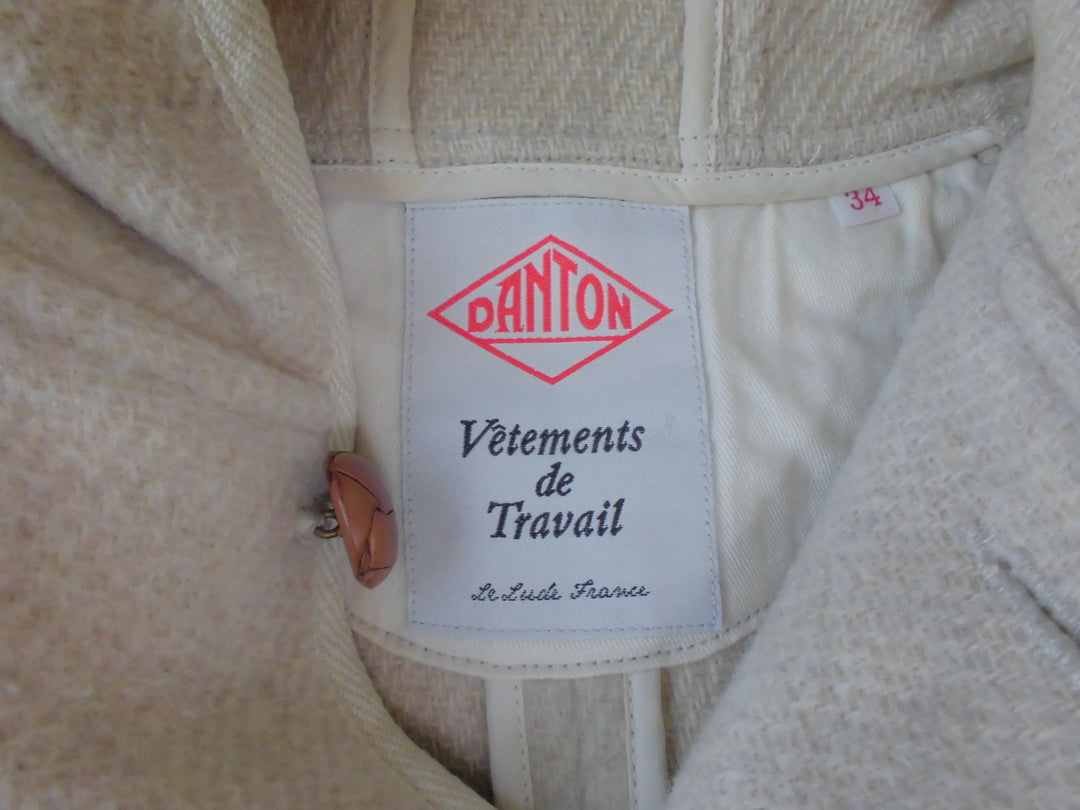 34
DANTON
Vêtements
de
Travail
Le Lude France